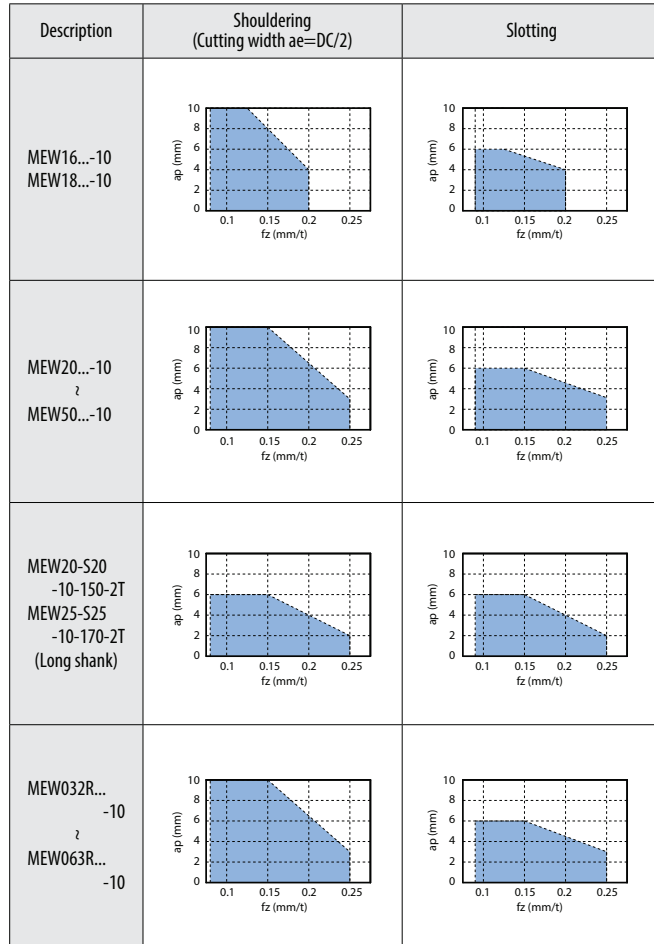 Description
Shouldering
(Cutting width ae=DC/2)
Slotting
MEW16...-10
MEW18...-10
10
8
6
4
2
0
ap (mm)
0.1 0.15 0.2 0.25
fz (mm/t)
10
8
6
4
2
0
ap (mm)
0.1 0.15 0.2 0.25
fz (mm/t)
MEW20...-10
≀
MEW50...-10
10
8
6
4
2
0
ap (mm)
0.1 0.15 0.2 0.25
fz (mm/t)
10
8
6
4
2
0
ap (mm)
0.1 0.15 0.2 0.25
fz (mm/t)
MEW20-S20
-10-150-2T
MEW25-S25
-10-170-2T
(Long shank)
10
8
6
4
2
0
ap (mm)
0.1 0.15 0.2 0.25
fz (mm/t)
10
8
6
4
2
0
ap (mm)
0.1 0.15 0.2 0.25
fz (mm/t)
MEW032R...
-10
≀
MEW063R...
-10
10
8
6
4
2
0
ap (mm)
0.1 0.15 0.2 0.25
fz (mm/t)
10
8
6
4
2
0
ap (mm)
0.1 0.15 0.2 0.25
fz (mm/t)